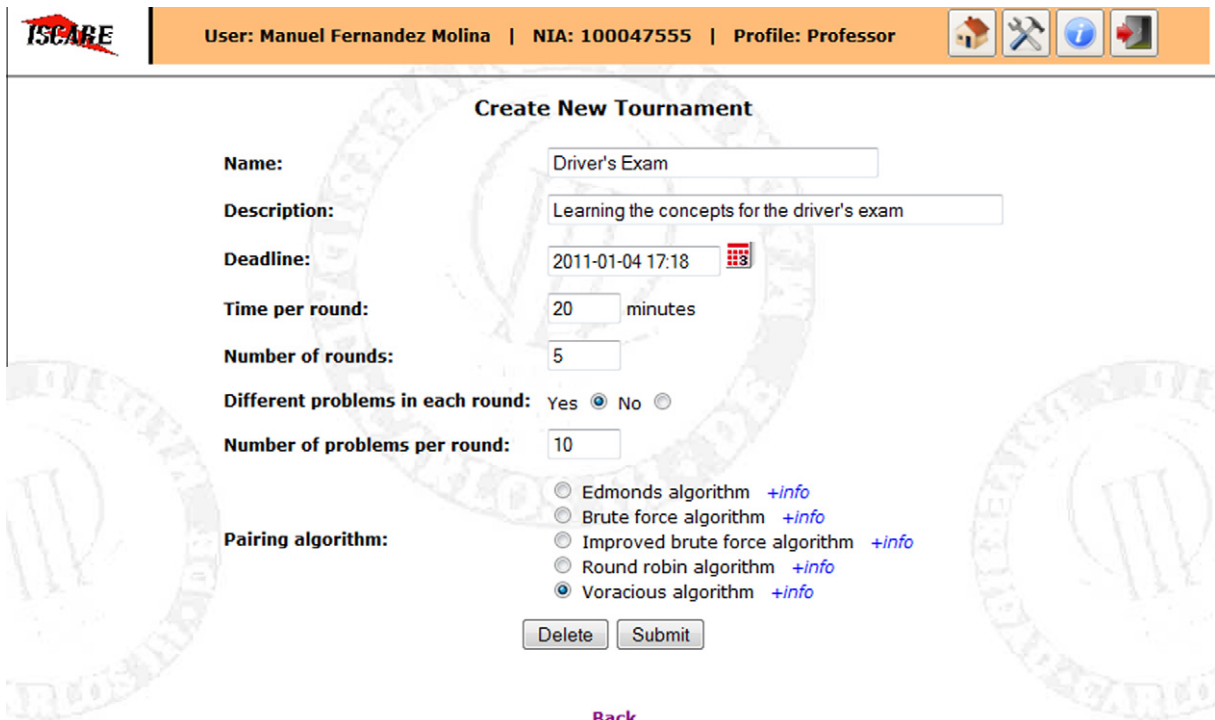 ISCARE
User: Manuel Fernandez Molina | NIA: 100047555 | Profile: Professor
Create New Tournament
Name: Driver's Exam
Description: Learning the concepts for the driver's exam
Deadline: 2011-01-04 17:18 3
Time per round: 20 minutes
Number of rounds: 5
Different problems in each round: Yes No
Number of problems per round: 10
Pairing algorithm:
Edmonds algorithm +info
Brute force algorithm +info
Improved brute force algorithm +info
Round robin algorithm +info
Voracious algorithm +info
Delete Submit
Back